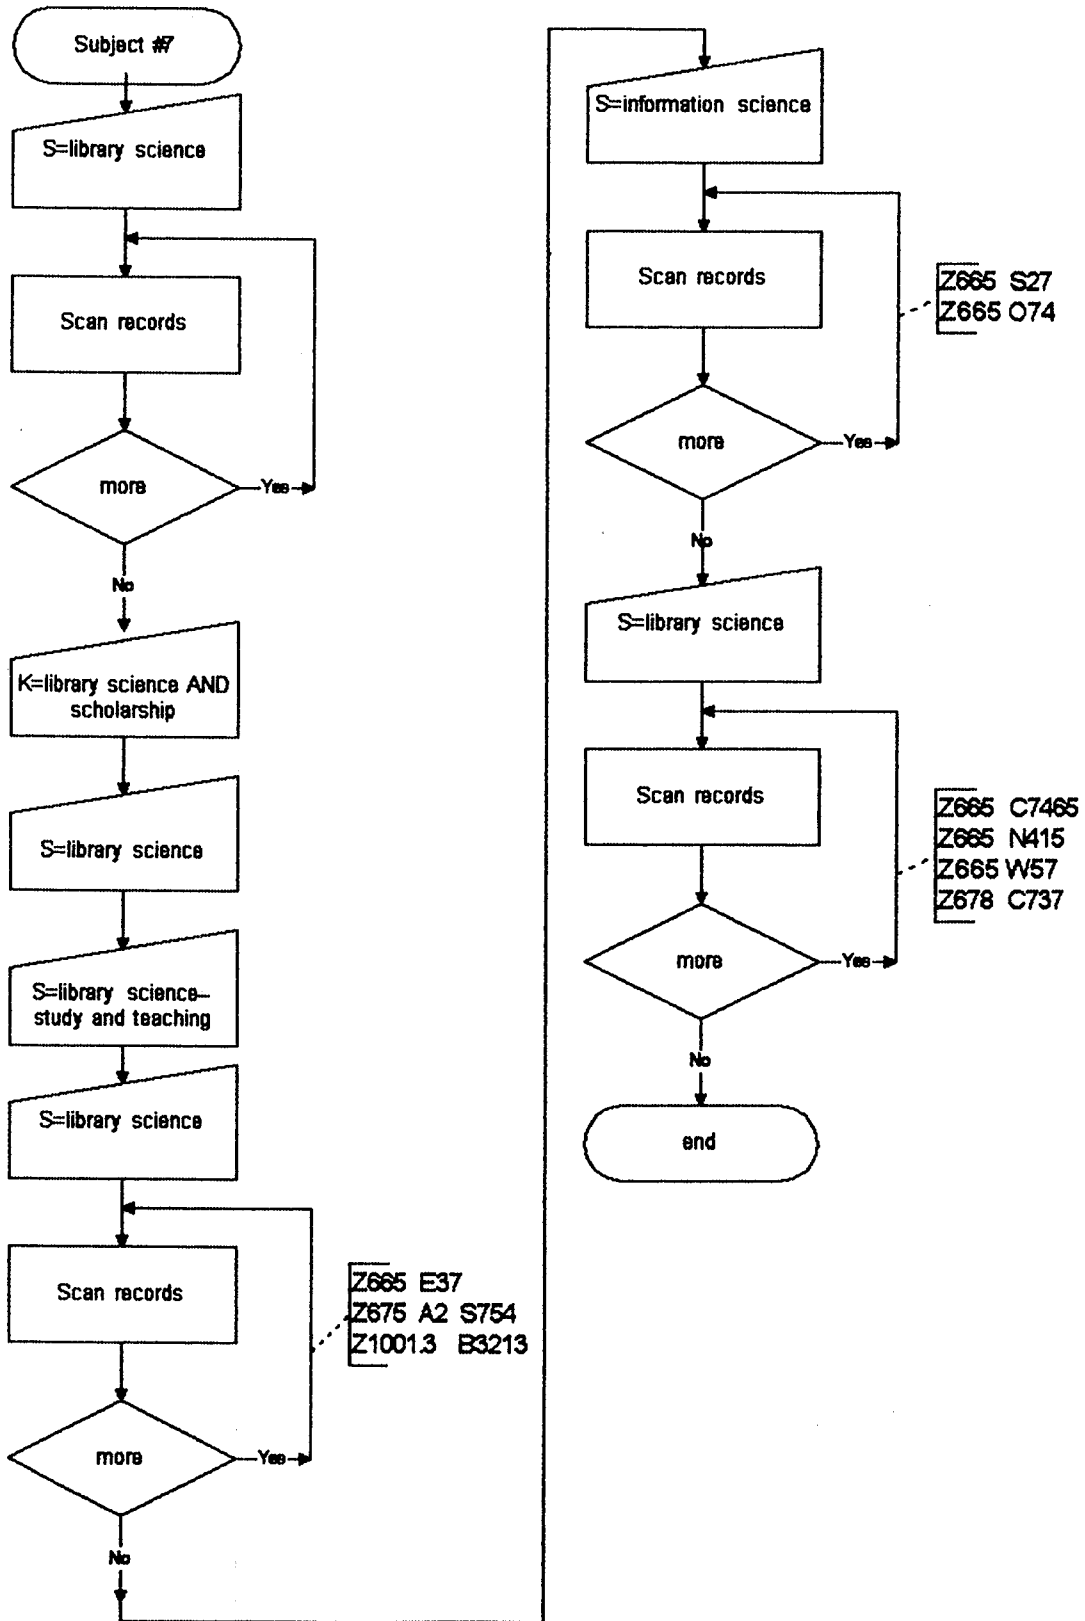 Subject #7
S=library science
Scan records
more
Yes
No
K=library science AND
scholarship
S=library science
S=library science–
study and teaching
S=library science
Scan records
Z665 E37
Z675 A2 S754
Z1001.3 B3213
more
Yes
No
S=information science
Scan records
Z665 S27
Z665 O74
more
Yes
No
S=library science
Scan records
Z665 C7465
Z665 N415
Z665 W57
Z678 C737
more
Yes
No
end